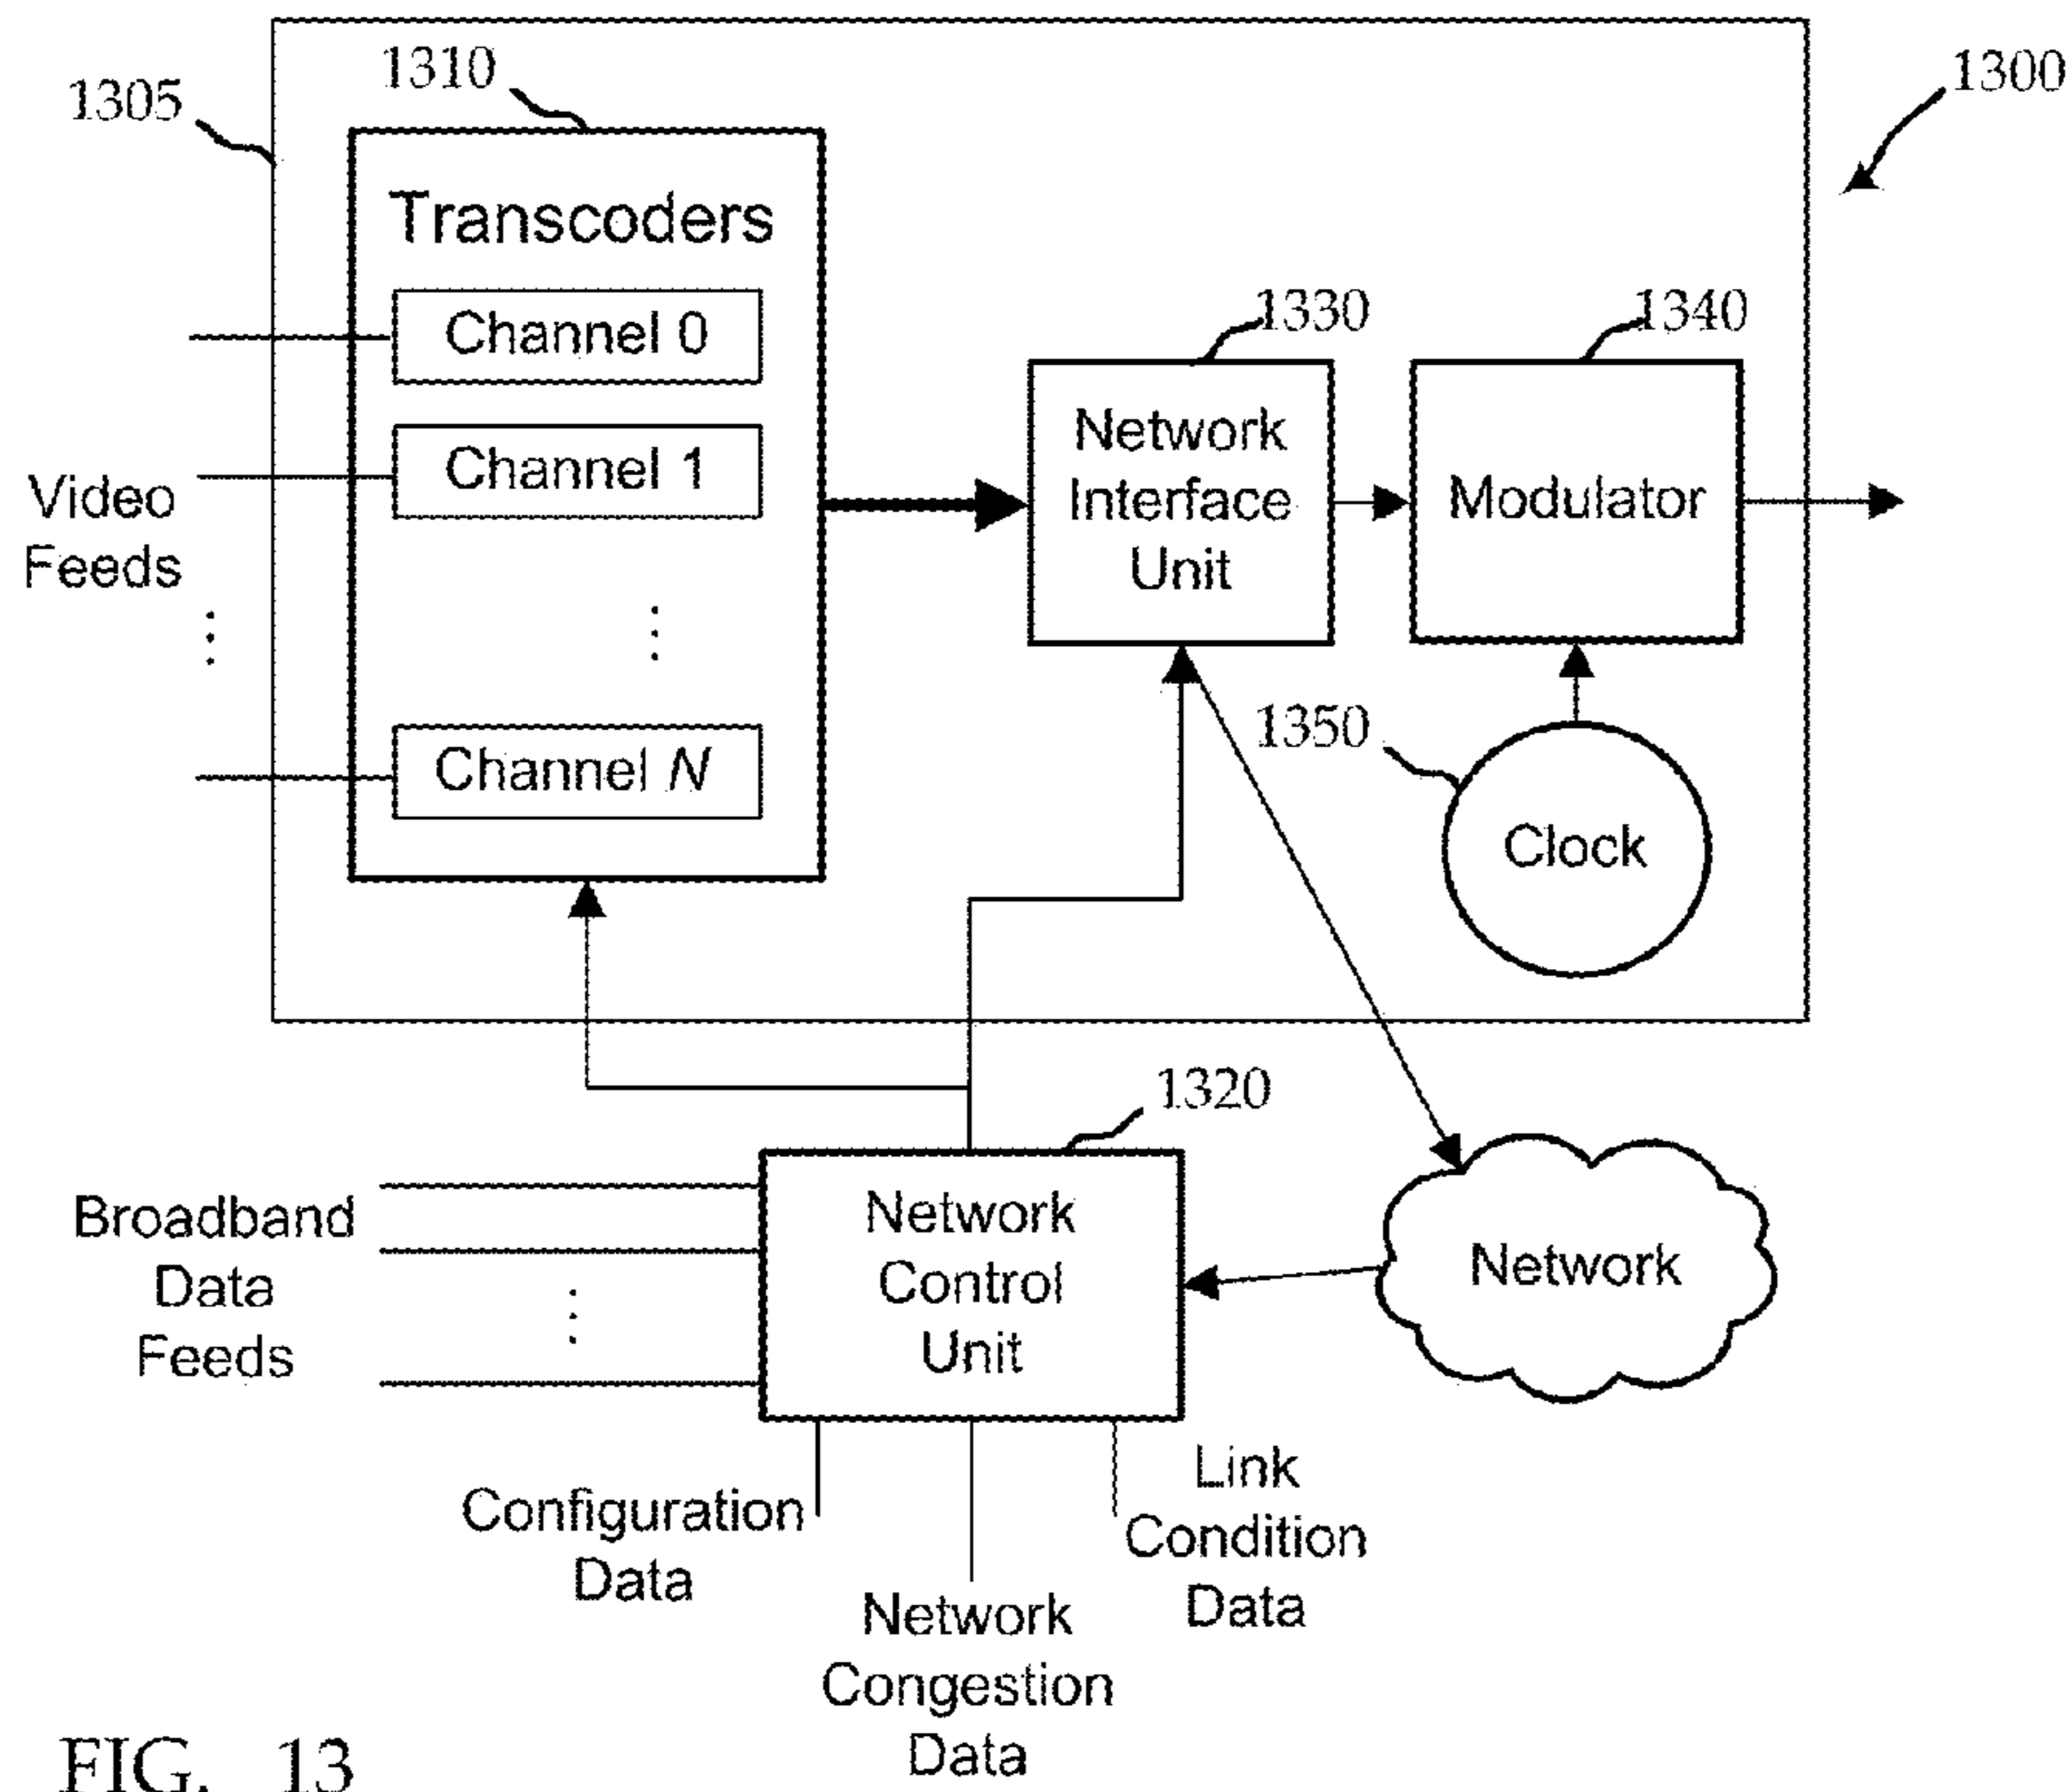 1300
1305
1310
Transcoders
Channel 0
Channel 1
Channel N
Video
Feeds
1330
Network
Interface
Unit
1340
Modulator
1350
Clock
1320
Network
Control
Unit
Network
Broadband
Data
Feeds
Configuration
Data
Network
Congestion
Data
Link
Condition
Data
FIG. 13